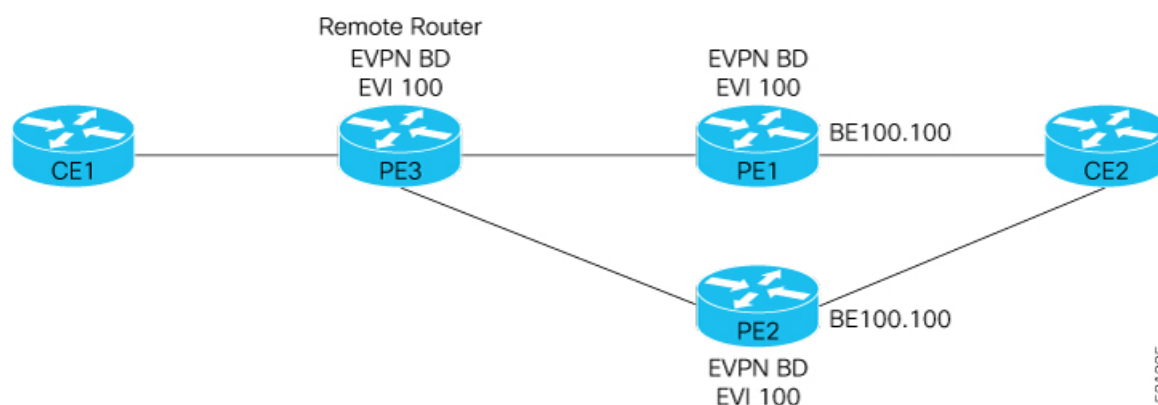 Remote Router
EVPN BD
EVI 100
EVPN BD
EVI 100
BE100.100
CE1
PE3
PE1
CE2
PE2
BE100.100
EVPN BD
EVI 100